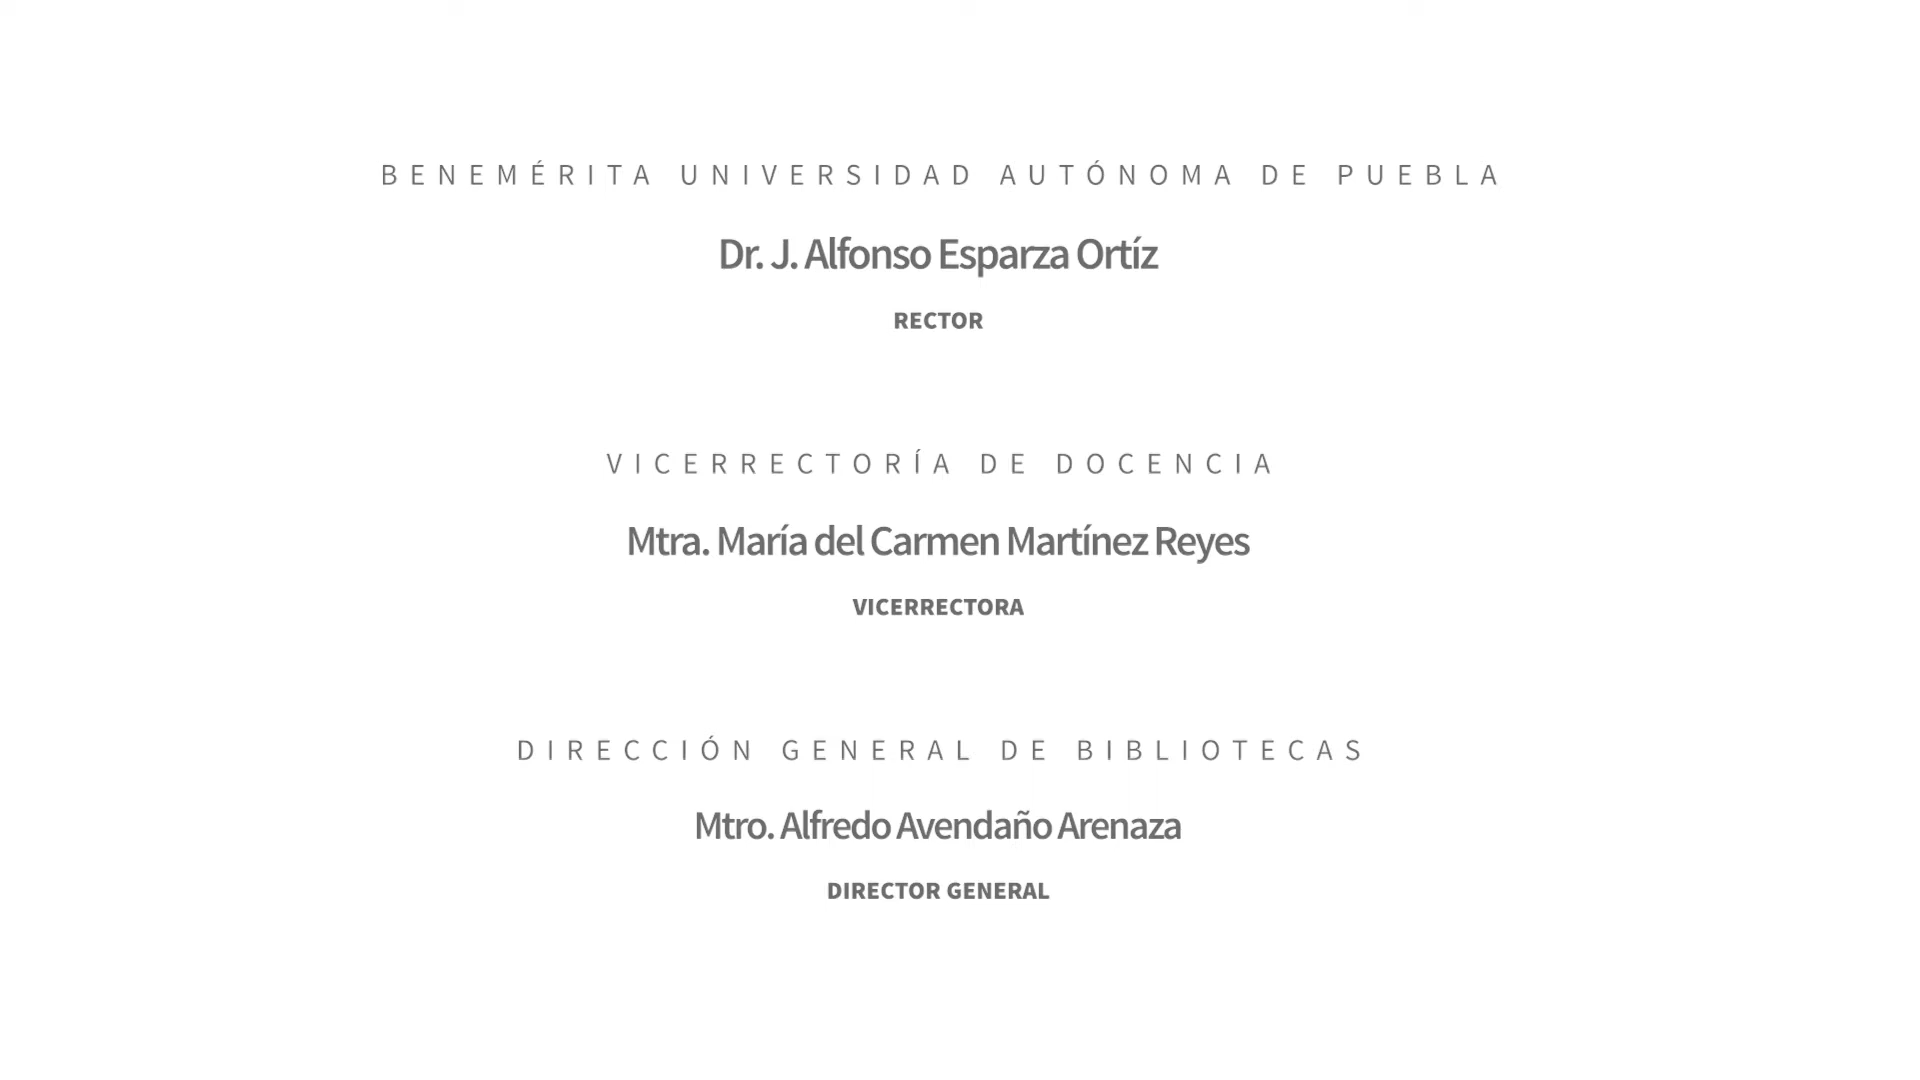 BENEMÉRITA UNIVERSIDAD AUTÓNOMA DE PUEBLA
Dr. J. Alfonso Esparza Ortíz
RECTOR
VICERRECTORÍA DE DOCENCIA
Mtra. María del Carmen Martínez Reyes
VICERRECTORA
DIRECCIÓN GENERAL DE BIBLIOTECAS
Mtro. Alfredo Avendaño Arenaza
DIRECTOR GENERAL